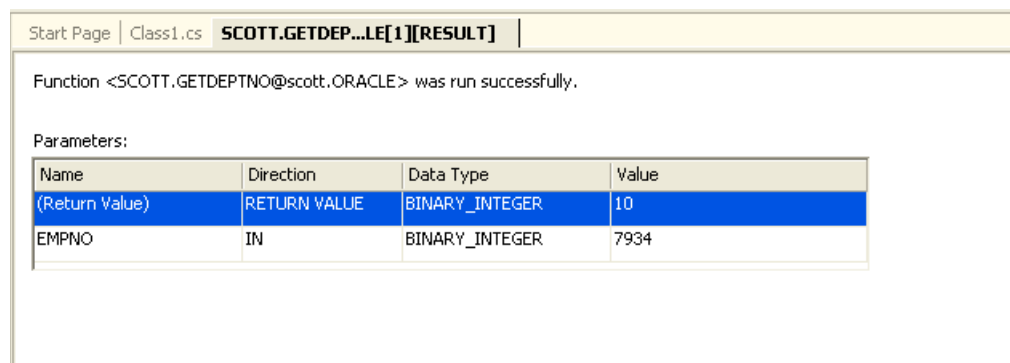 Start Page Class1.cs SCOTT.GETDEP...LE[1][RESULT]
Function <SCOTT.GETDEPTNO@scott.ORACLE> was run successfully.
Parameters:
Name Direction Data Type Value
(Return Value) RETURN VALUE BINARY_INTEGER 10
EMPNO IN BINARY_INTEGER 7934